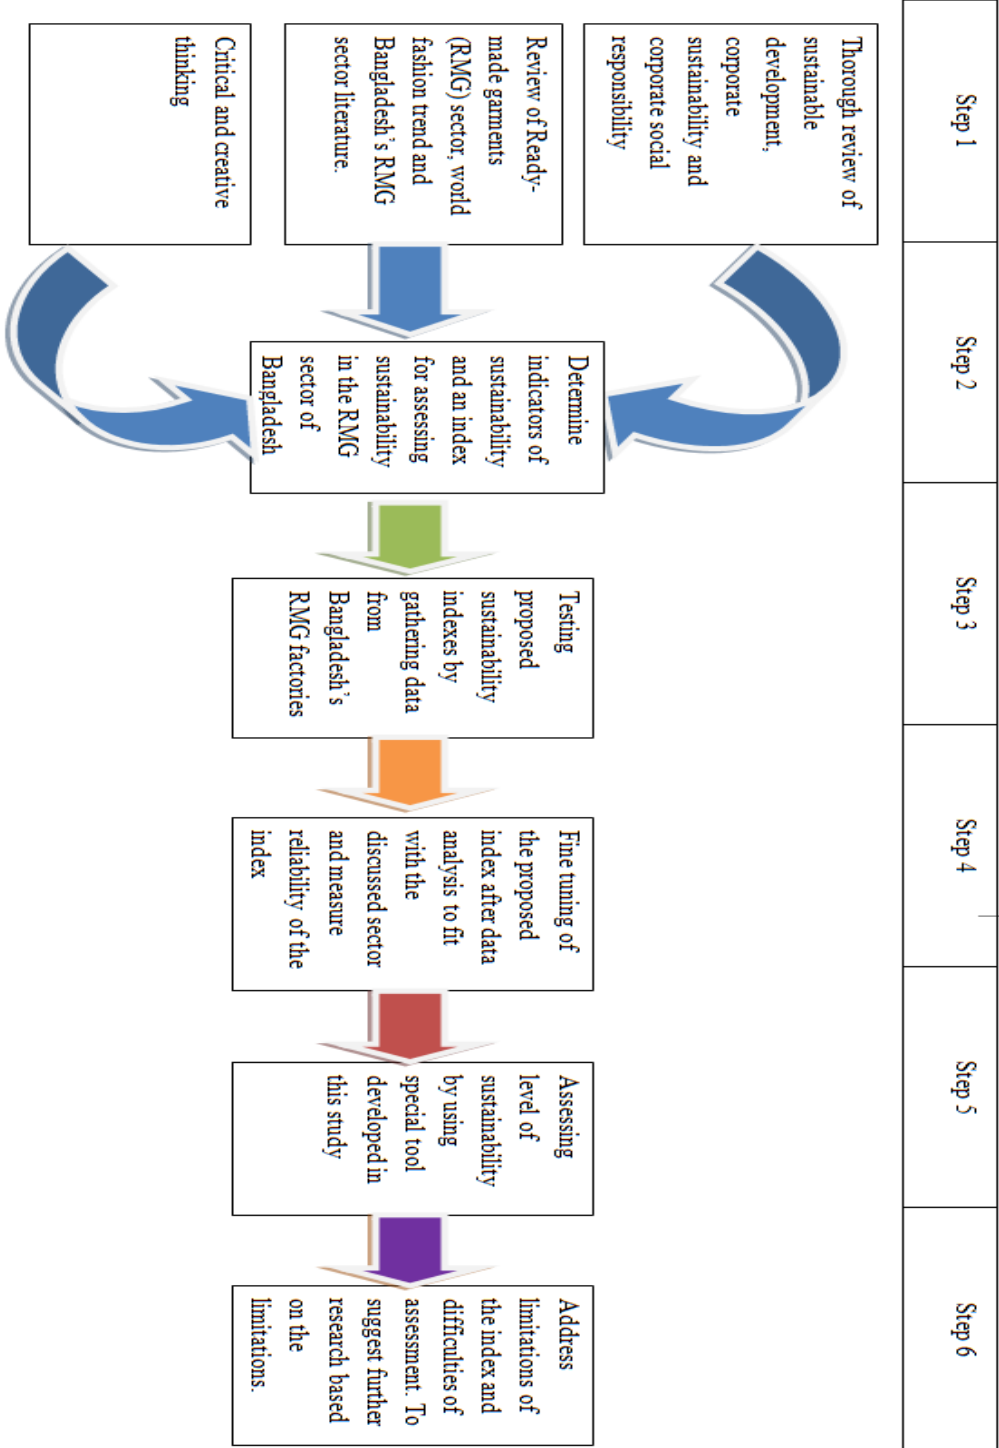 Step 1
Step 2
Step 3
Step 4
Step 5
Step 6
Thorough review of
sustainable
development,
corporate
sustainability and
corporate social
responsibility
Review of Ready-
made garments
(RMG) sector, world
fashion trend and
Bangladesh's RMG
sector literature.
Critical and creative
thinking
Determine
indicators of
sustainability
and an index
for assessing
sustainability
in the RMG
sector of
Bangladesh
Testing
proposed
sustainability
indexes by
gathering data
from
Bangladesh's
RMG factories
Fine tuning of
the proposed
index after data
analysis to fit
with the
discussed sector
and measure
reliability of the
index
Assessing
level of
sustainability
by using
special tool
developed in
this study
Address
limitations of
the index and
difficulties of
assessment. To
suggest further
research based
on the
limitations.